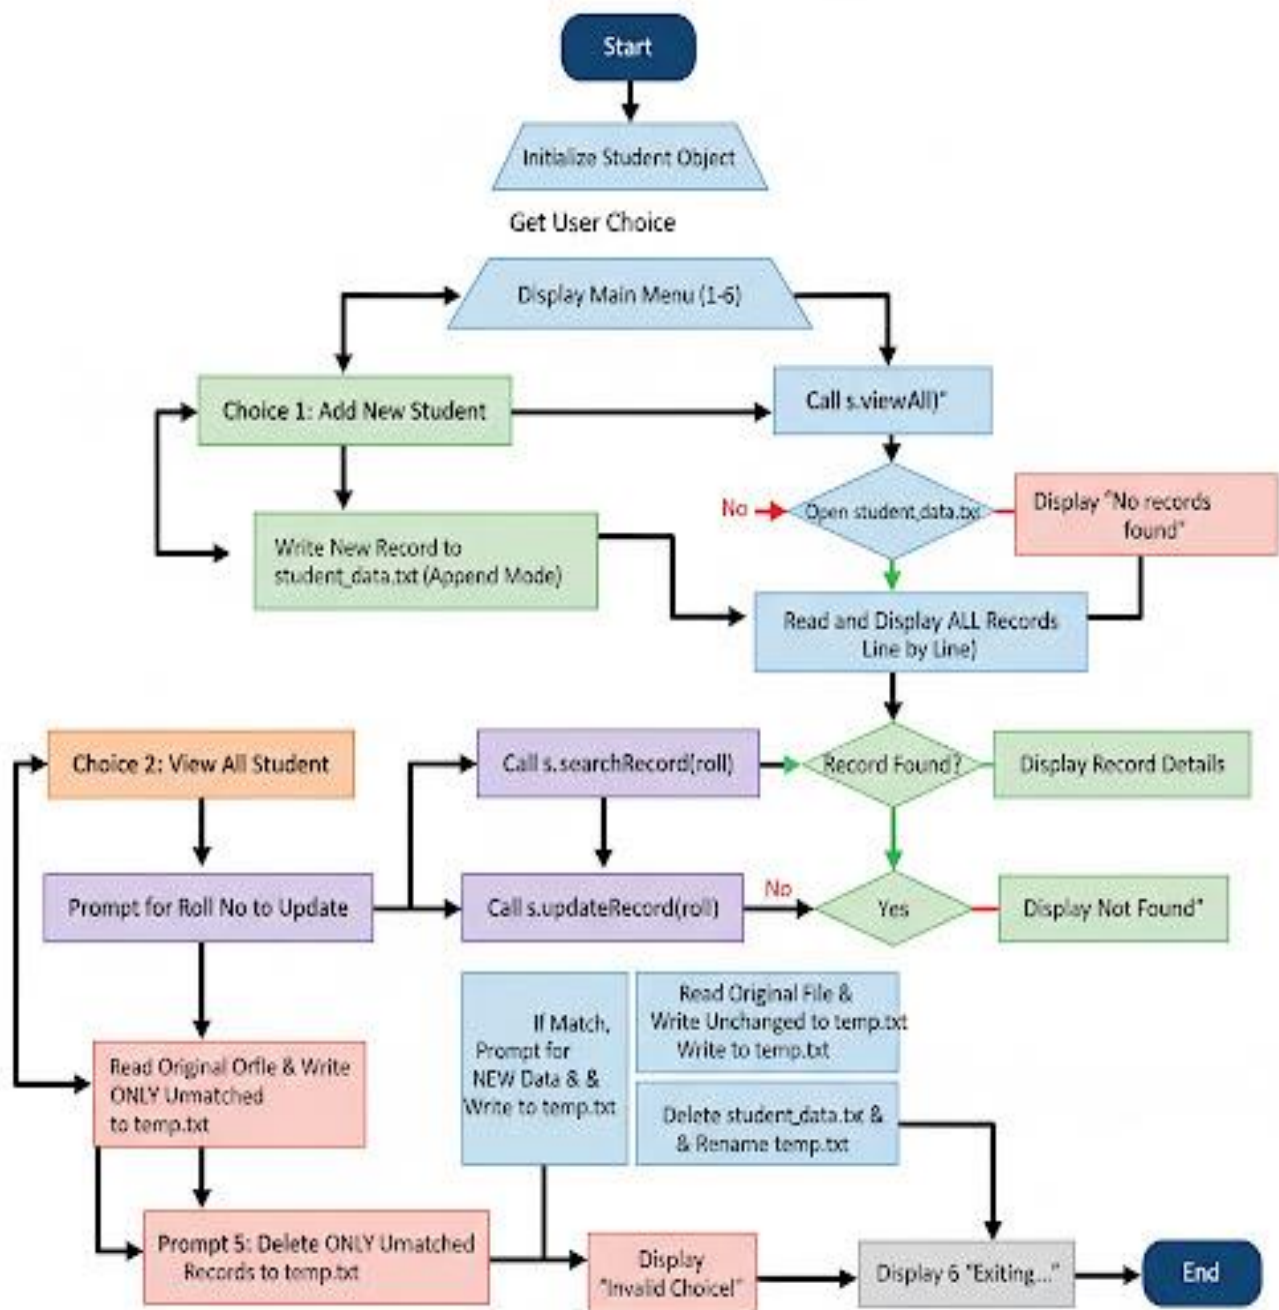 Start
Initialize Student Object
Get User Choice
Display Main Menu (1-6)
Choice 1: Add New Student
Call s.viewAll)"
No
Open student_data.txt
Display "No records
found"
Write New Record to
student_data.txt (Append Mode)
Read and Display ALL Records
Line by Line)
Choice 2: View All Student
Call s.searchRecord(roll)
Record Found?
Display Record Details
Prompt for Roll No to Update
Call s.updateRecord(roll)
No
Yes
Display Not Found"
If Match,
Prompt for
NEW Data & &
Write to temp.txt
Read Original File &
Write Unchanged to temp.txt
Write to temp.txt
Read Original Orfle & Write
ONLY Unmatched
to temp.txt
Delete student_data.txt &
& Rename temp.txt
Prompt 5: Delete ONLY Umatched
Records to temp.txt
Display
"Invalid Choicel"
Display 6 "Exiting..."
End